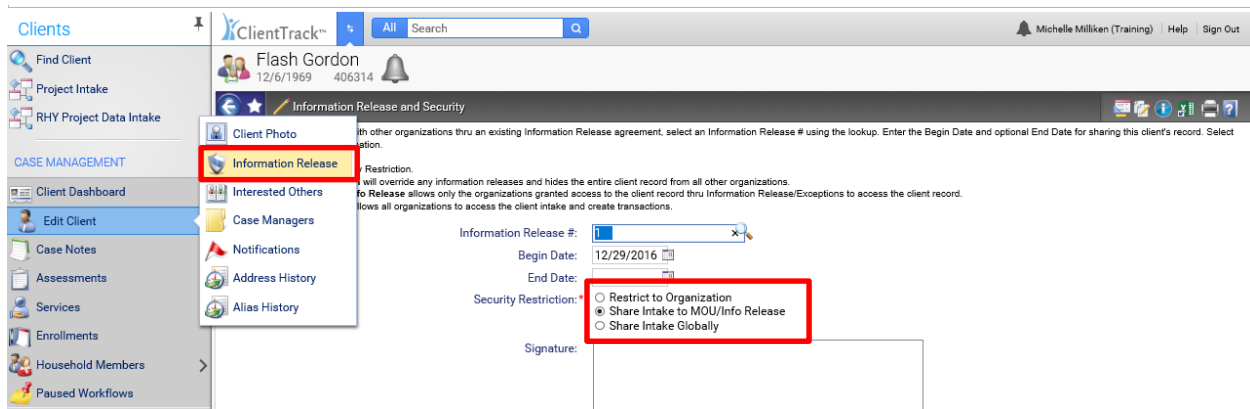 Clients
ClientTrack™
All
Search
Michelle Milliken (Training)
Help
Sign Out
Find Client
Project Intake
RHY Project Data Intake
CASE MANAGEMENT
Client Dashboard
Edit Client
Case Notes
Assessments
Services
Enrollments
Household Members
Paused Workflows
Flash Gordon
12/6/1969 406314
Information Release and Security
Client Photo
Information Release
Interested Others
Case Managers
Notifications
Address History
Alias History
with other organizations thru an existing Information Release agreement, select an Information Release # using the lookup. Enter the Begin Date and optional End Date for sharing this client's record. Select
Restriction.
will override any information releases and hides the entire client record from all other organizations.
Release allows only the organizations granted access to the client record thru Information Release/Exceptions to access the client record.
allows all organizations to access the client intake and create transactions.
Information Release #: 1
Begin Date: 12/29/2016
End Date:
Security Restriction:* Restrict to Organization
Share Intake to MOU/Info Release
Share Intake Globally
Signature: